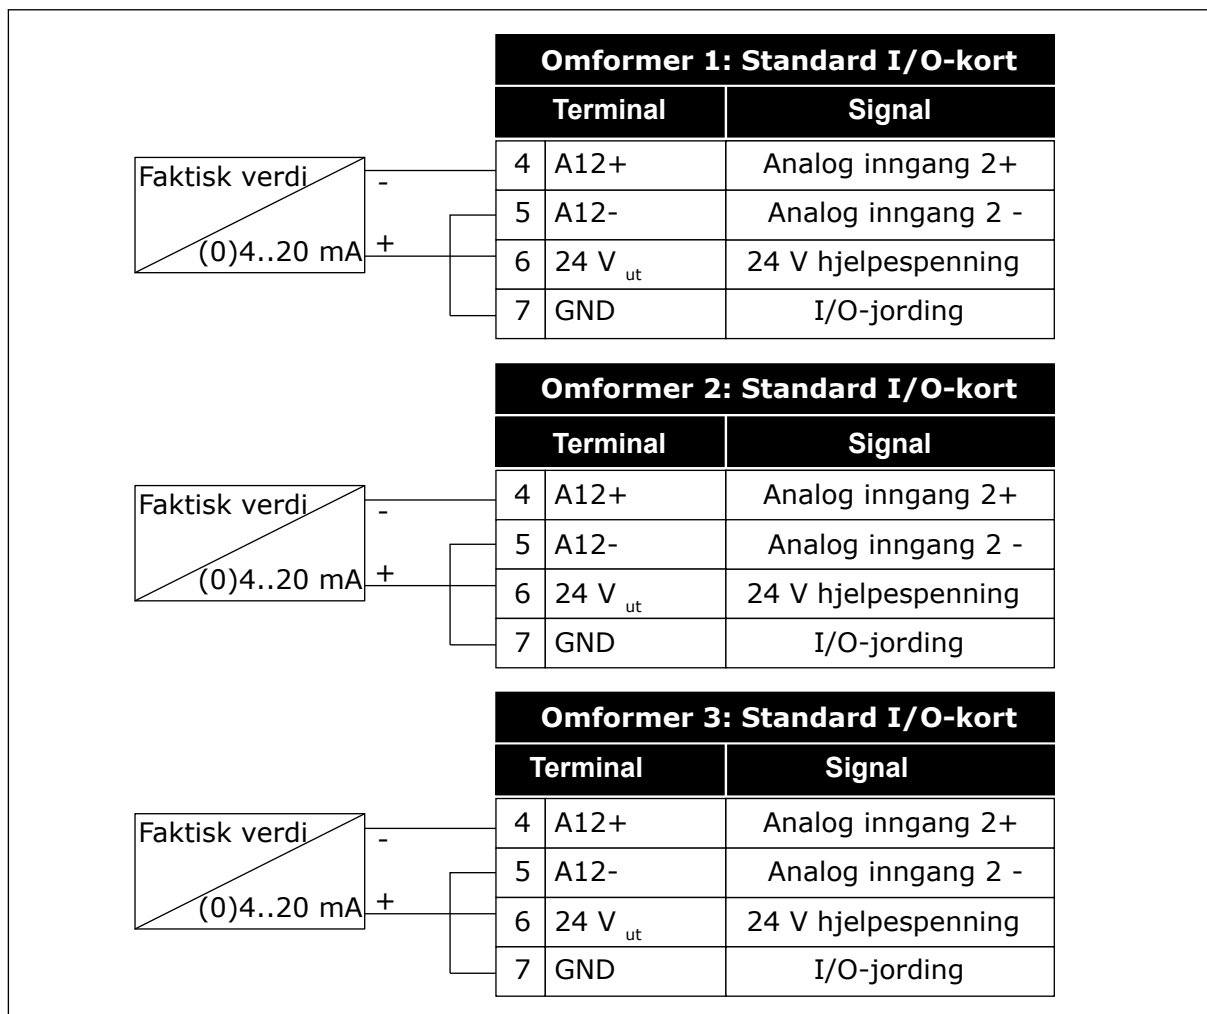 Omformer 1: Standard I/O-kort
Terminal Signal
Faktisk verdi
(0)4..20 mA
-
+
4 A12+ Analog inngang 2+
5 A12- Analog inngang 2 -
6 24 V ut 24 V hjelpespenning
7 GND I/O-jording
Omformer 2: Standard I/O-kort
Terminal Signal
Faktisk verdi
(0)4..20 mA
-
+
4 A12+ Analog inngang 2+
5 A12- Analog inngang 2 -
6 24 V ut 24 V hjelpespenning
7 GND I/O-jording
Omformer 3: Standard I/O-kort
Terminal Signal
Faktisk verdi
(0)4..20 mA
-
+
4 A12+ Analog inngang 2+
5 A12- Analog inngang 2 -
6 24 V ut 24 V hjelpespenning
7 GND I/O-jording